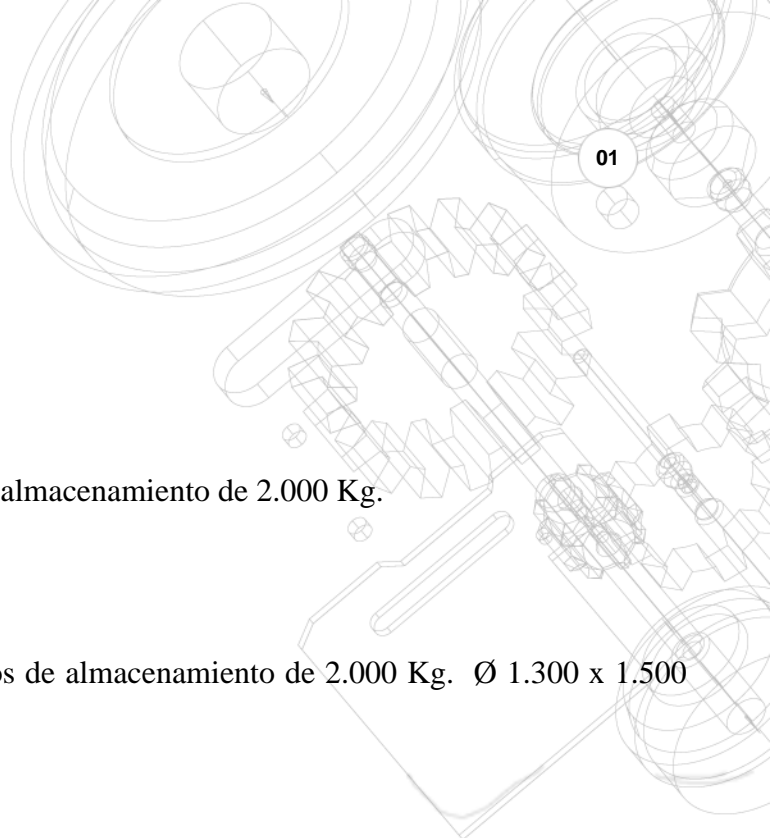 01
almacenamiento de 2.000 Kg.
de almacenamiento de 2.000 Kg. Ø 1.300 x 1.500